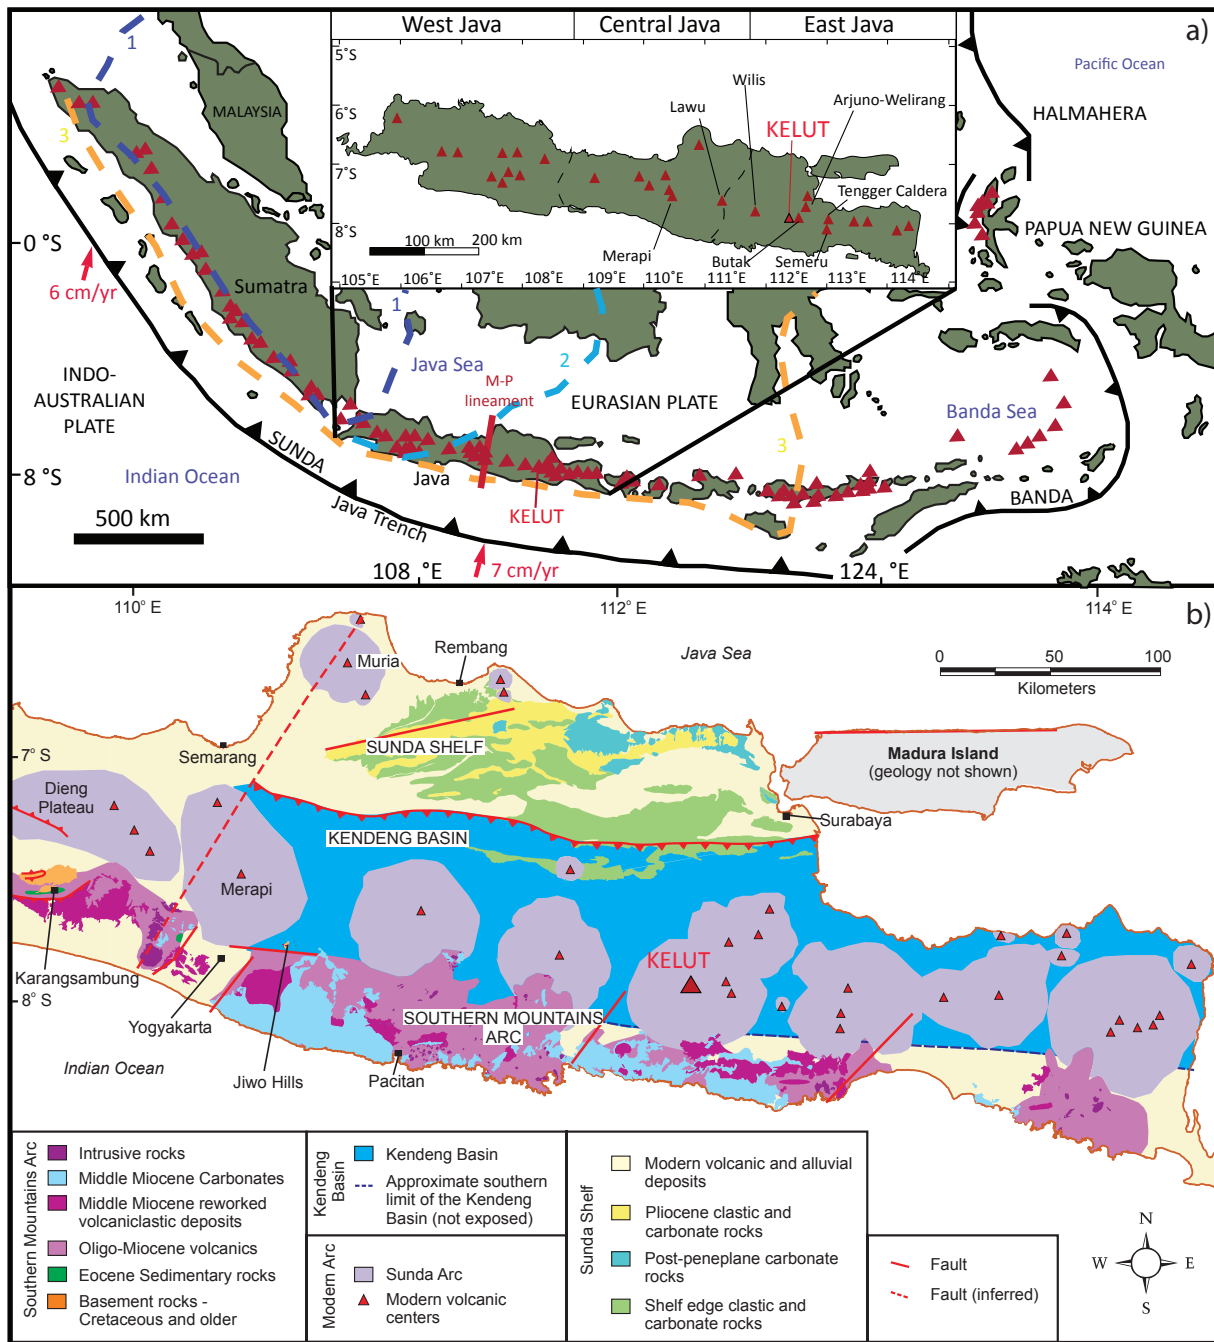 West Java
Central Java
East Java
a)
1
5°S
6°S
7°S
8°S
Pacific Ocean
HALMAHERA
MALAYSIA
3
Wilis
Lawu
Arjuno-Welirang
KELUT
Tengger Caldera
PAPUA NEW GUINEA
100 km
200 km
Merapi
Butak
Semeru
105°E
106°E
107°E
108°E
109°E
110°E
111°E
112°E
113°E
114°E
0 °S
6 cm/yr
Sumatra
1
2
Java Sea
M-P
lineament
EURASIAN PLATE
3
Banda Sea
INDO-
AUSTRALIAN
PLATE
Indian Ocean
8 °S
SUNDA
Java Trench
Java
KELUT
BANDA
500 km
108 °E
7 cm/yr
124 °E
110° E
112° E
114° E
b)
Rembang
Java Sea
Muria
0
50
100
Kilometers
Semarang
SUNDA SHELF
7° S
Madura Island
(geology not shown)
Dieng
Plateau
Surabaya
KENDENG BASIN
Merapi
KELUT
Karangsambung
8° S
SOUTHERN MOUNTAINS
ARC
Yogyakarta
Indian Ocean
Jiwo Hills
Pacitan
Southern Mountains Arc
Intrusive rocks
Middle Miocene Carbonates
Middle Miocene reworked
volcaniclastic deposits
Oligo-Miocene volcanics
Eocene Sedimentary rocks
Basement rocks -
Cretaceous and older
Kendeng
Basin
Kendeng Basin
Approximate southern
limit of the Kendeng
Basin (not exposed)
Modern Arc
Sunda Arc
Modern volcanic
centers
Sunda Shelf
Modern volcanic and alluvial
deposits
Pliocene clastic and
carbonate rocks
Post-peneplane carbonate
rocks
Shelf edge clastic and
carbonate rocks
Fault
Fault (inferred)
N
W
E
S